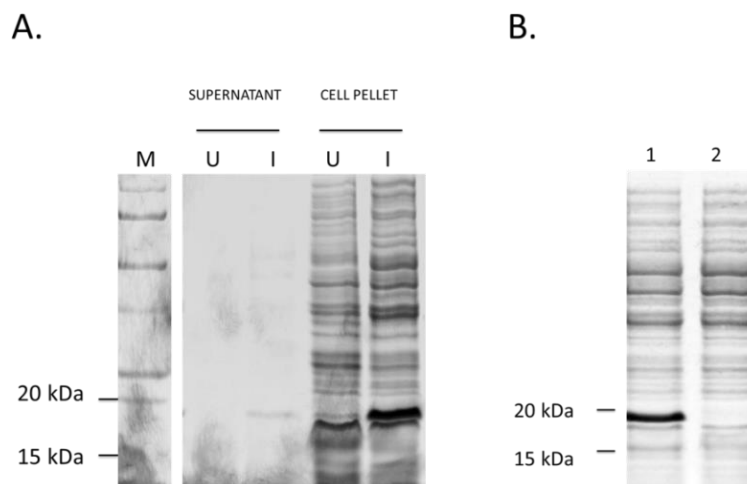 A.
B.
SUPERNATANT CELL PELLET
M U I U I
1 2
20 kDa
15 kDa
20 kDa
15 kDa